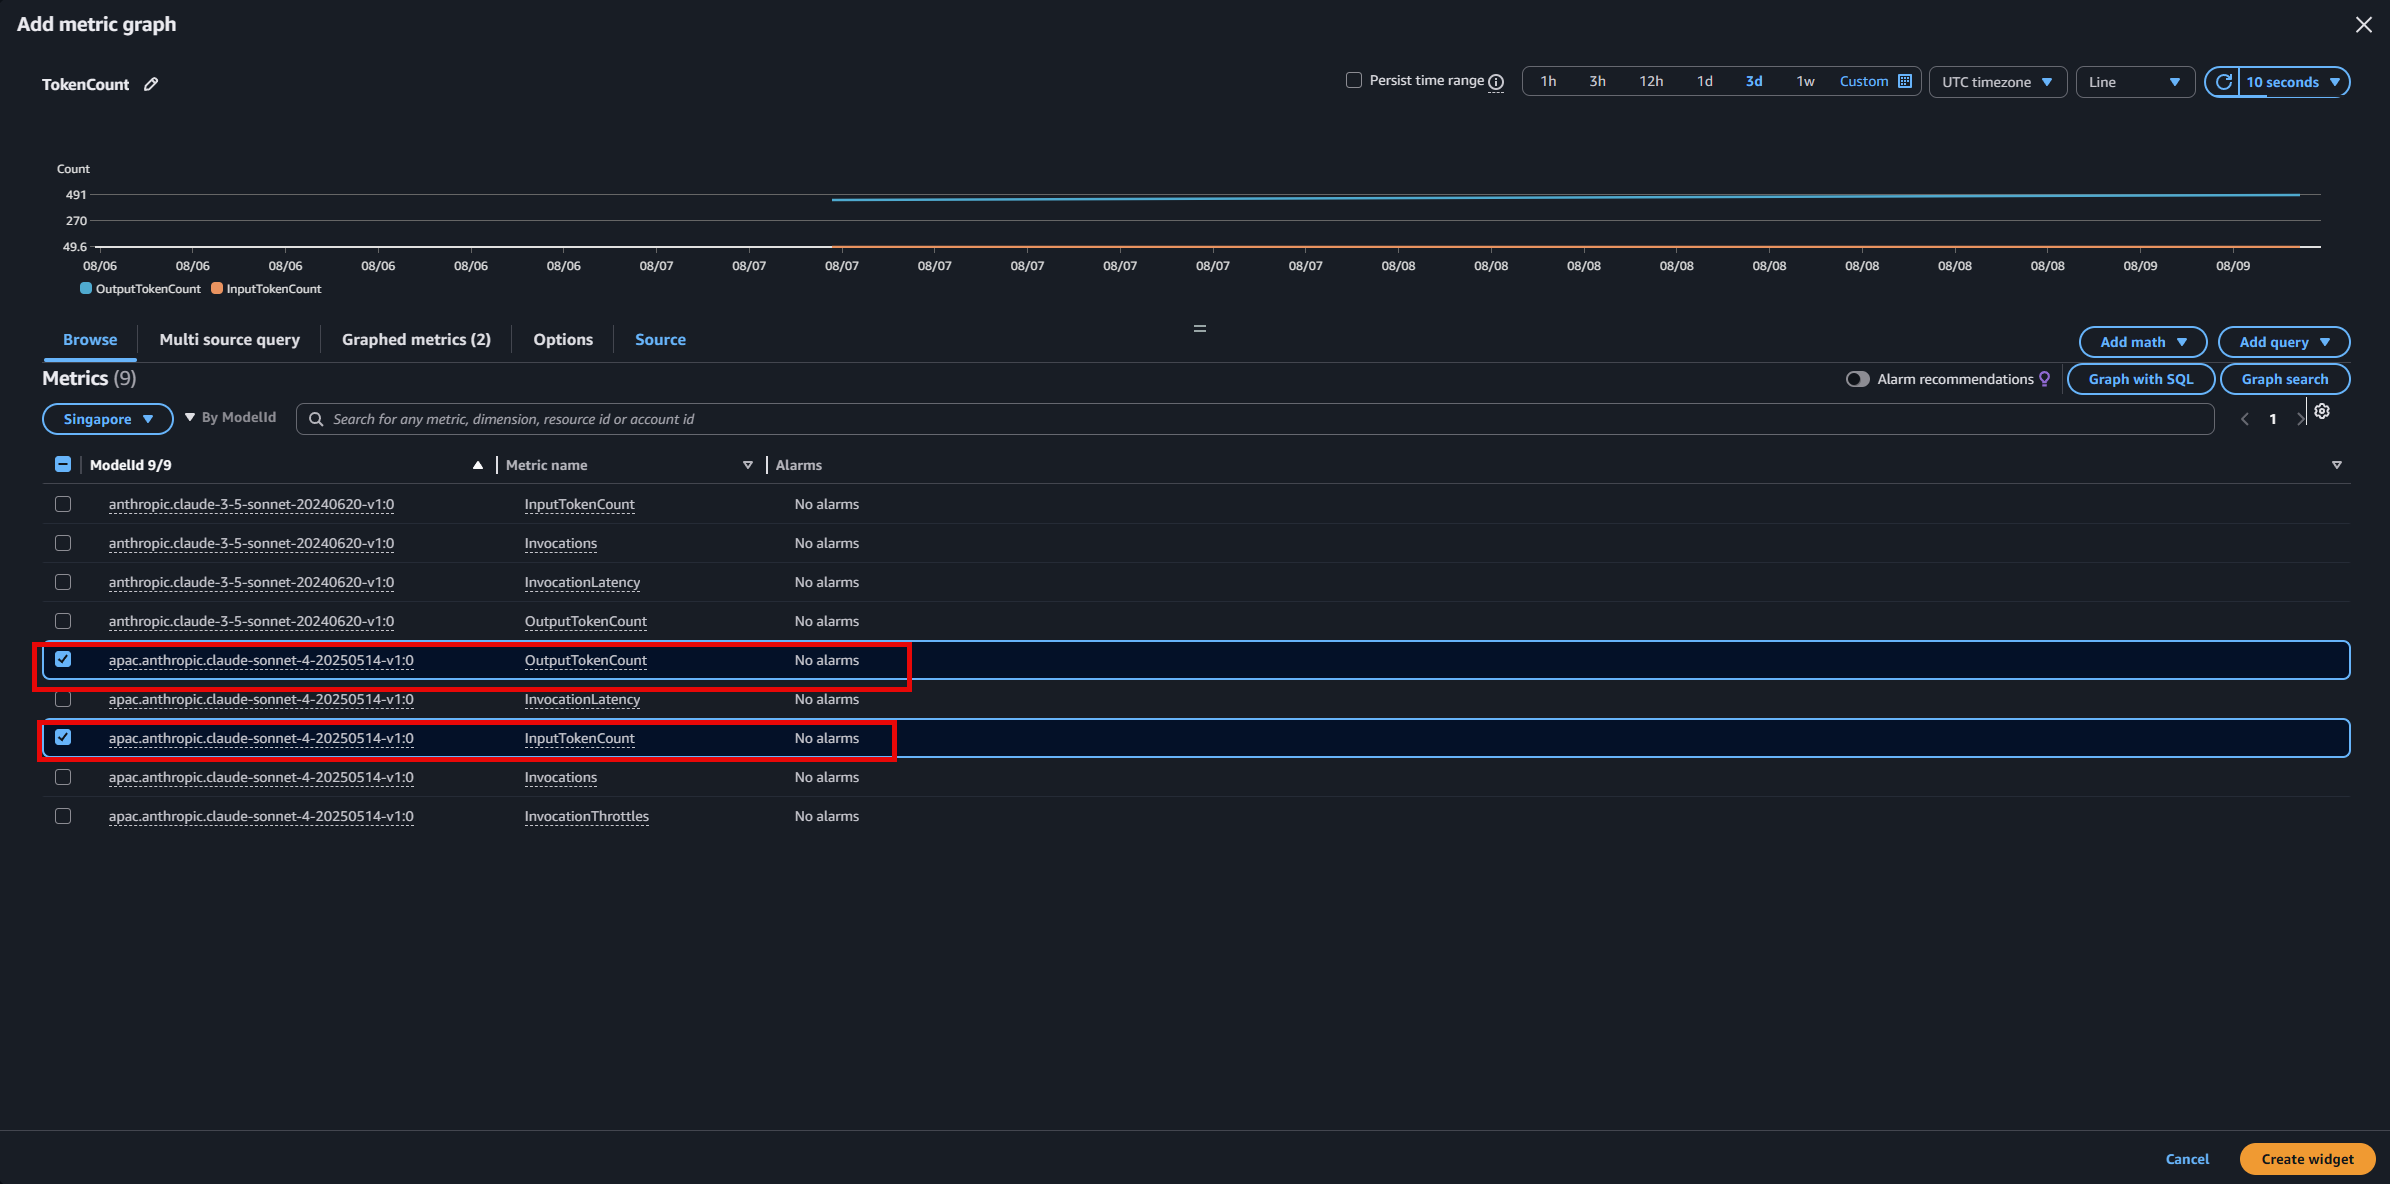 Add metric graph
TokenCount
Persist time range
1h 3h 12h 1d 3d 1w Custom
UTC timezone
Line
10 seconds
Count
491
270
49.6
08/06 08/06 08/06 08/06 08/06 08/06 08/07 08/07 08/07 08/07 08/07 08/07 08/07 08/07 08/08 08/08 08/08 08/08 08/08 08/08 08/08 08/08 08/09 08/09
OutputTokenCount InputTokenCount
Browse Multi source query Graphed metrics (2) Options Source
Add math Add query
Metrics (9)
Alarm recommendations Graph with SQL Graph search
Singapore By ModelId Search for any metric, dimension, resource id or account id 1
ModelId 9/9 Metric name Alarms
anthropic.claude-3-5-sonnet-20240620-v1:0 InputTokenCount No alarms
anthropic.claude-3-5-sonnet-20240620-v1:0 Invocations No alarms
anthropic.claude-3-5-sonnet-20240620-v1:0 InvocationLatency No alarms
anthropic.claude-3-5-sonnet-20240620-v1:0 OutputTokenCount No alarms
apac.anthropic.claude-sonnet-4-20250514-v1:0 OutputTokenCount No alarms
apac.anthropic.claude-sonnet-4-20250514-v1:0 InvocationLatency No alarms
apac.anthropic.claude-sonnet-4-20250514-v1:0 InputTokenCount No alarms
apac.anthropic.claude-sonnet-4-20250514-v1:0 Invocations No alarms
apac.anthropic.claude-sonnet-4-20250514-v1:0 InvocationThrottles No alarms
Cancel Create widget